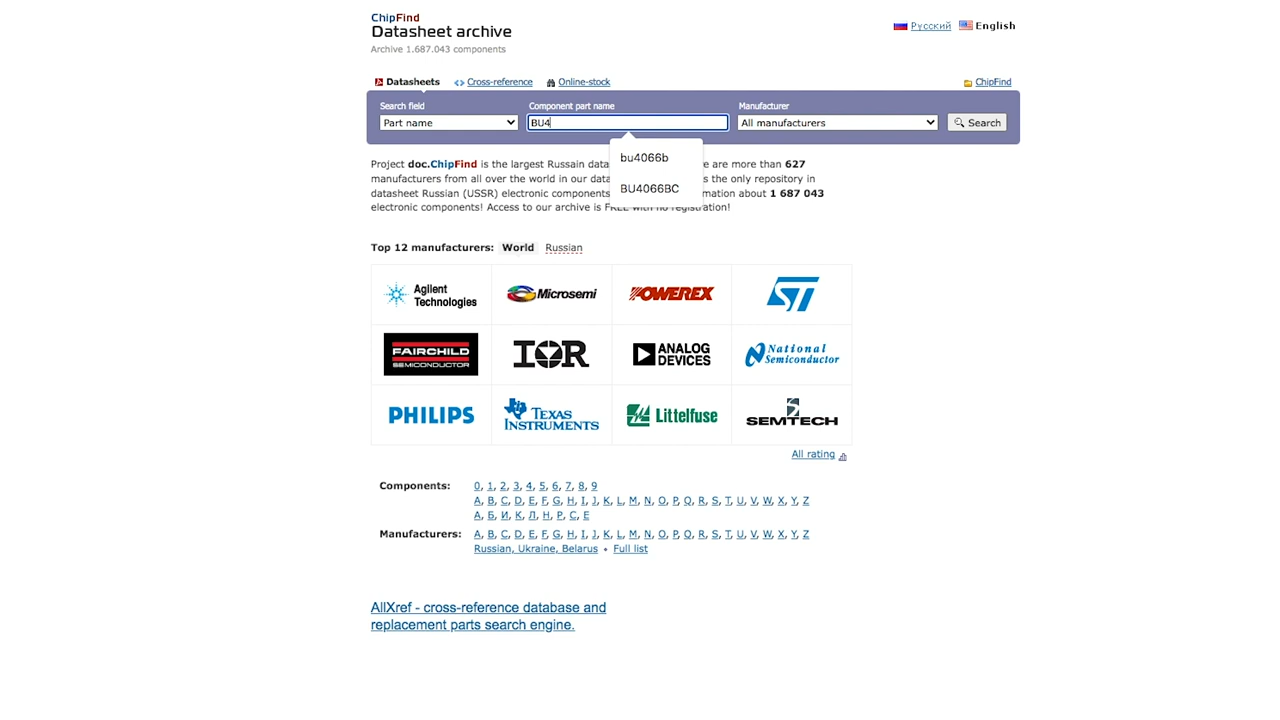 ChipFind
Datasheet archive
Archive 1.687.043 components
Русский English
Datasheets Cross-reference Online-stock ChipFind
Search field Component part name Manufacturer
Part name BU4 All manufacturers Search
bu4066b
BU4066BC
Project doc.ChipFind is the largest Russain data e are more than 627
manufacturers from all over the world in our data s the only repository in
datasheet Russian (USSR) electronic components mation about 1 687 043
electronic components! Access to our archive is FREE with no registration!
Top 12 manufacturers: World Russian
Agilent Technologies Microsemi POWEREX ST
FAIRCHILD SEMICONDUCTOR IOR ANALOG DEVICES National Semiconductor
PHILIPS TEXAS INSTRUMENTS Littelfuse SEMTECH
All rating
Components: 0, 1, 2, 3, 4, 5, 6, 7, 8, 9
A, B, C, D, E, F, G, H, I, J, K, L, M, N, O, P, Q, R, S, T, U, V, W, X, Y, Z
А, Б, И, К, Л, Н, Р, С, Е
Manufacturers: A, B, C, D, E, F, G, H, I, J, K, L, M, N, O, P, Q, R, S, T, U, V, W, X, Y, Z
Russian, Ukraine, Belarus • Full list
AllXref - cross-reference database and
replacement parts search engine.